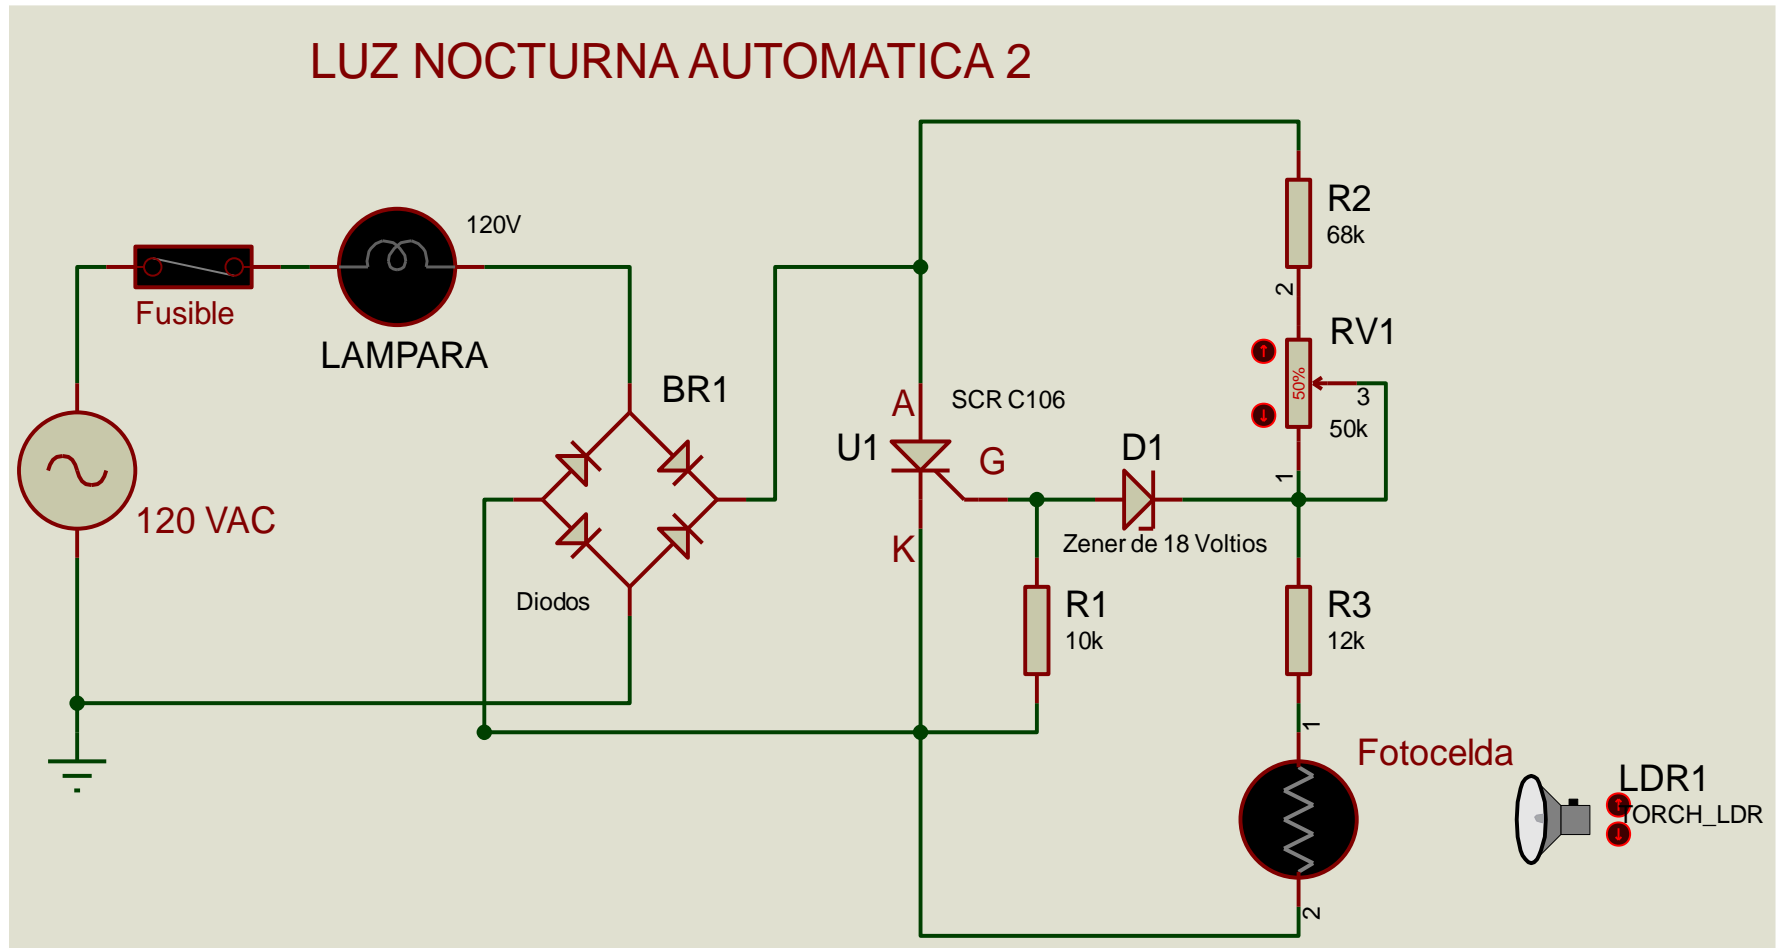 LUZ NOCTURNA AUTOMATICA 2
120V
Fusible
LAMPARA
120 VAC
BR1
Diodos
A
SCR C106
U1
G
K
D1
Zener de 18 Voltios
R1
10k
R2
68k
2
RV1
50%
3
50k
1
R3
12k
1
Fotocelda
2
LDR1
TORCH_LDR